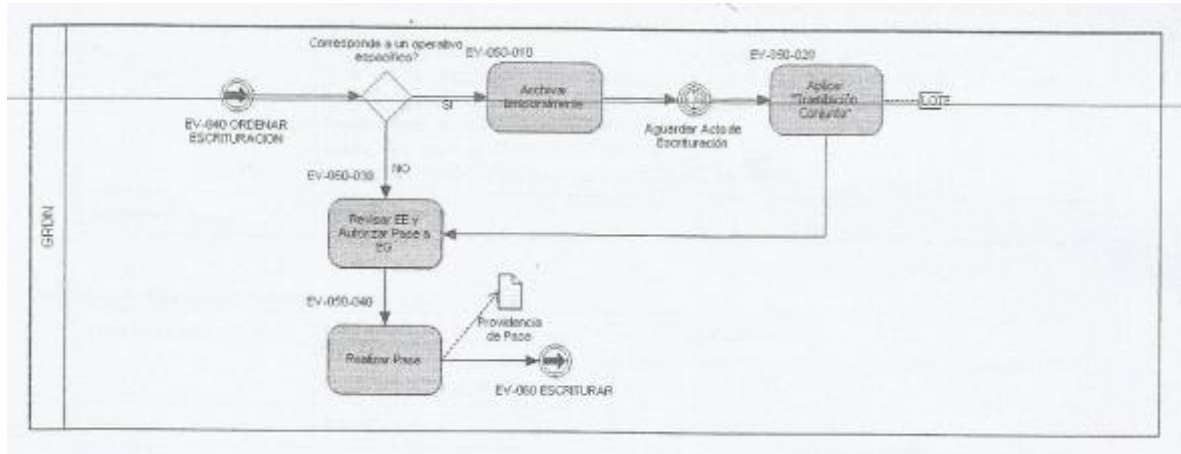 Corresponde a un operativo
especifico?
EV-050-010
EV-050-020
Archivar
temporalmente
Aplicar
"Tramitación
Conjunta"
LOTE
SI
EV-040 ORDENAR
ESCRITURACION
Aguardar Acto de
Escrituración
NO
EV-050-030
GRDN
Revisar EE y
Autorizar Pase a
EG
EV-050-040
Providencia
de Pase
Realizar Pase
EV-060 ESCRITURAR